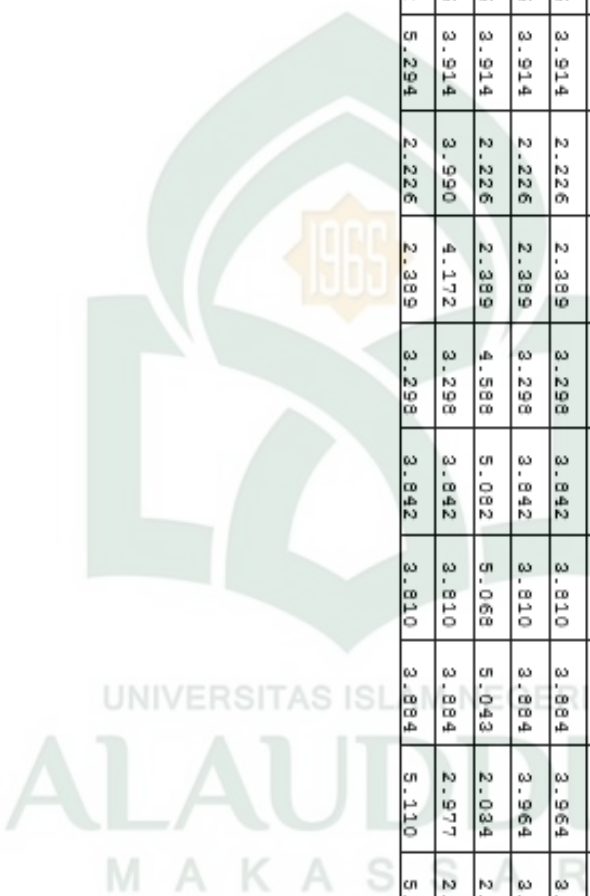 3.914 2.226 2.389 3.298 3.842 3.810 3.884 3.964
3.914 2.226 2.389 3.298 3.842 3.810 3.884 3.964
3.914 2.226 2.389 4.588 5.082 5.068 5.043 2.034
3.914 3.990 4.172 3.298 3.842 3.810 3.884 2.977
5.294 2.226 2.389 3.298 3.842 3.810 3.884 5.110
1965
UNIVERSITAS ISLAM NEGERI
ALAUDDI
MAKASSAR